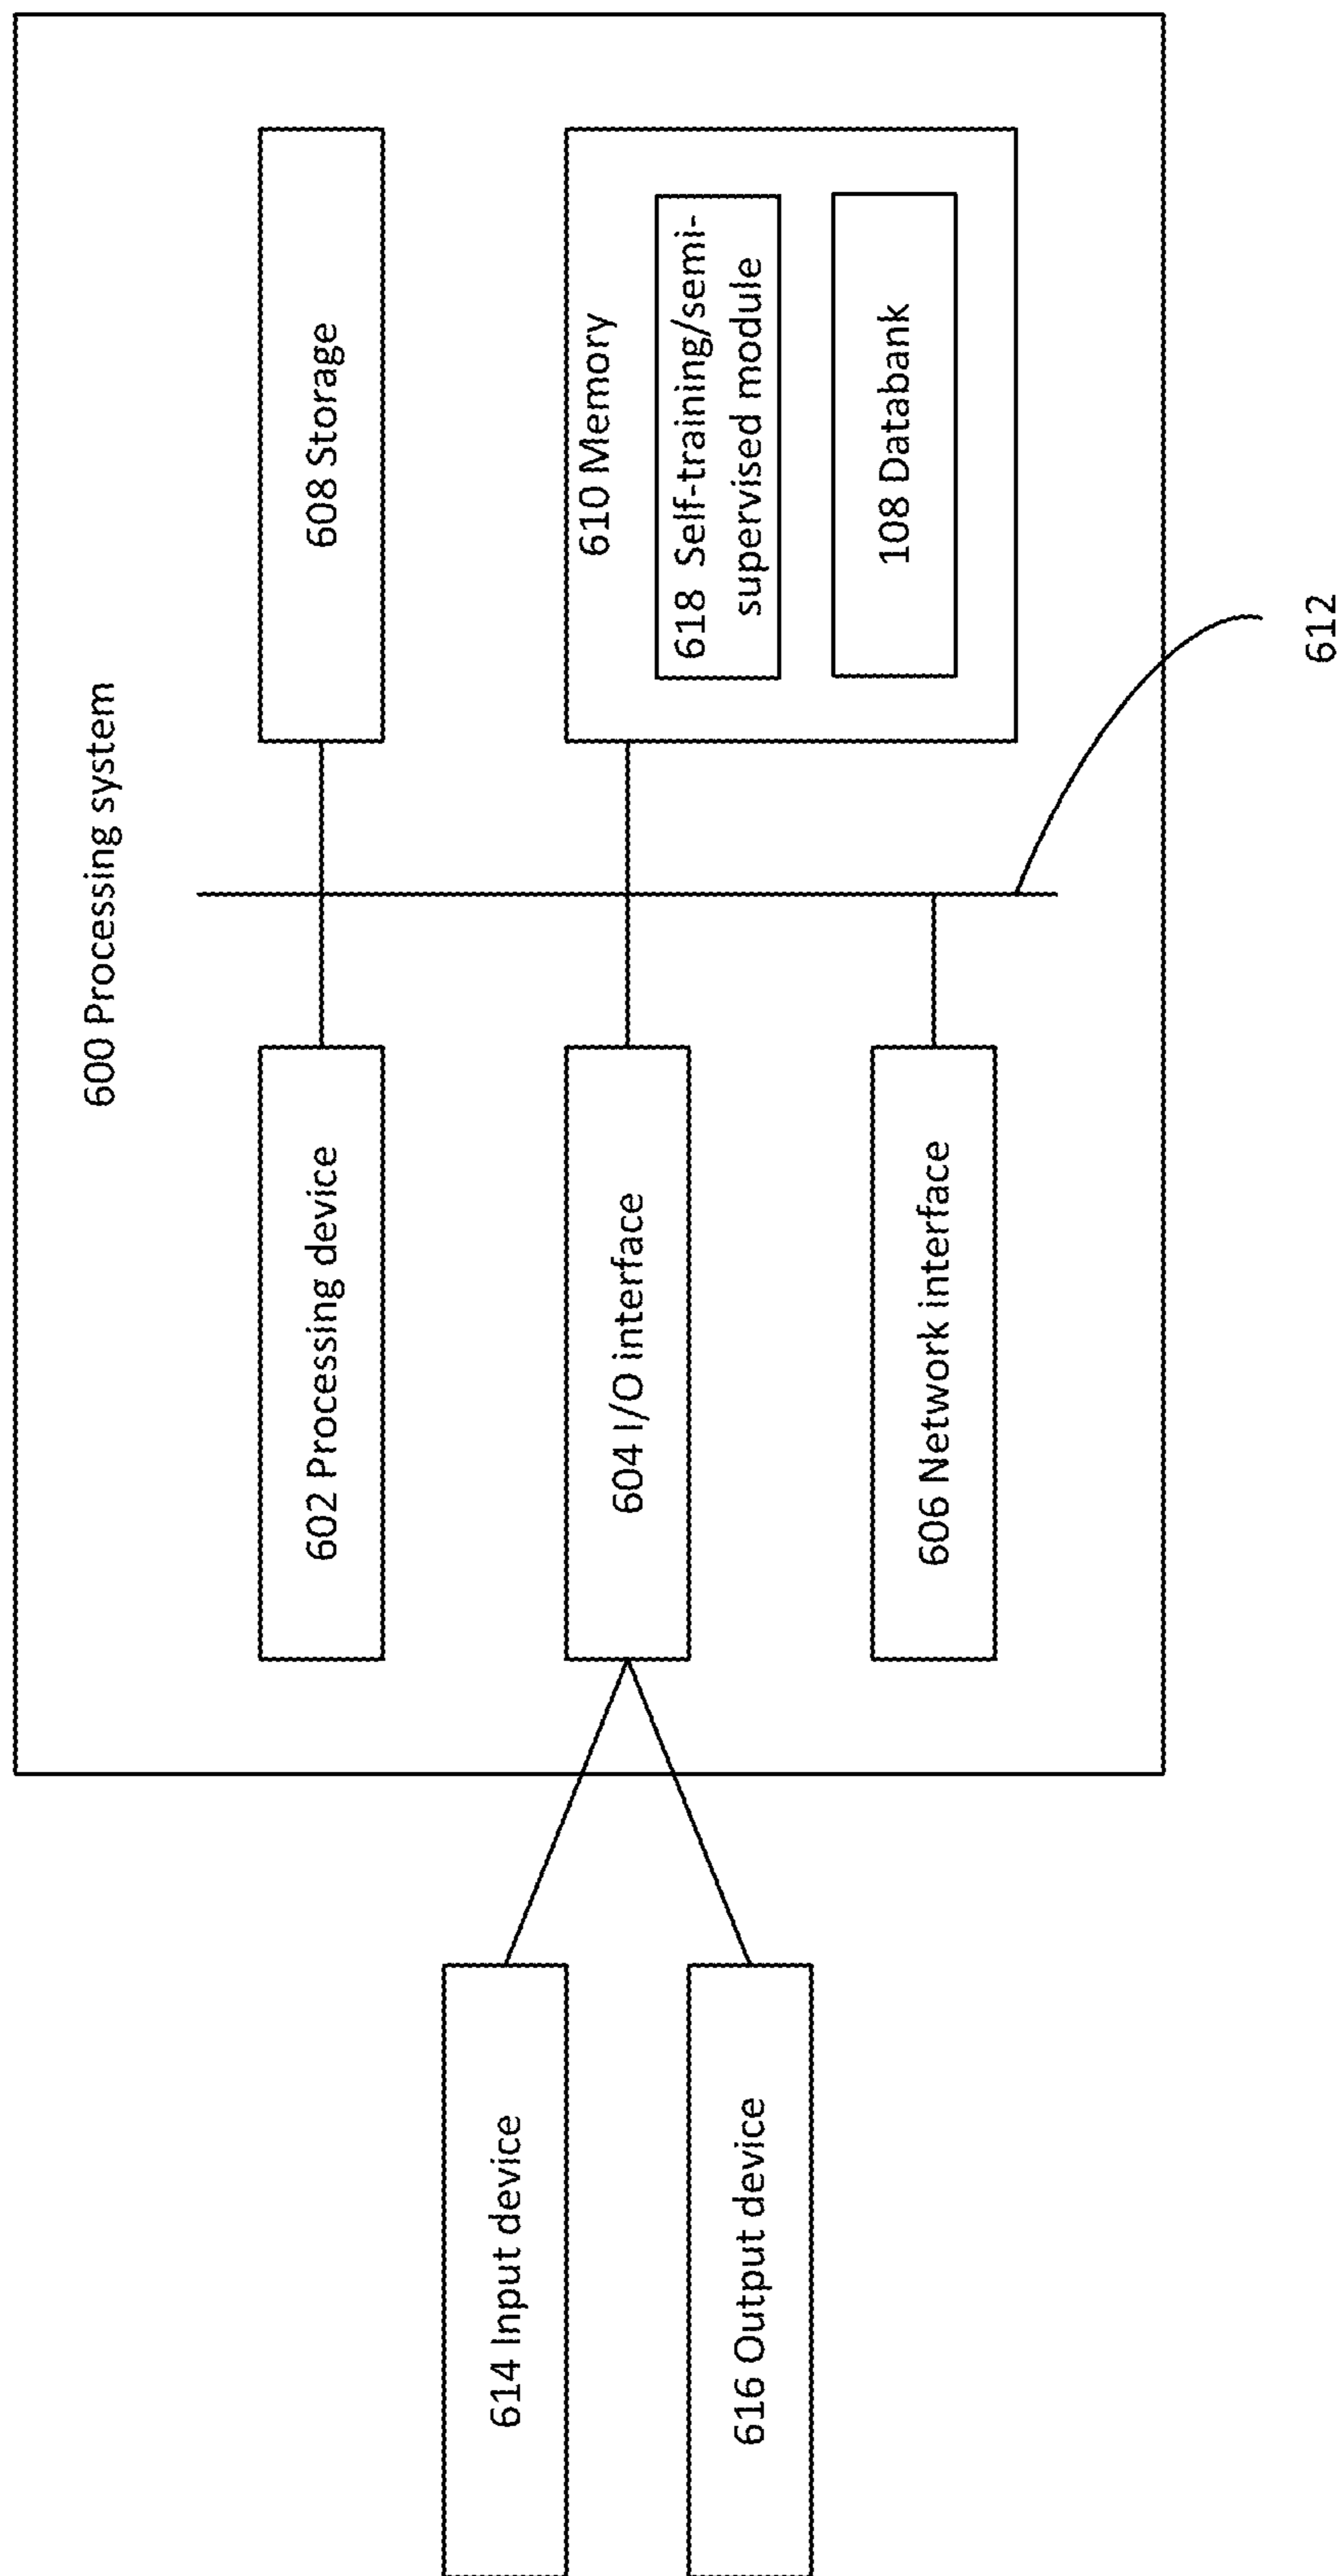 600 Processing system
614 Input device
616 Output device
602 Processing device
604 I/O interface
606 Network interface
608 Storage
610 Memory
618 Self-training/semi-
supervised module
108 Databank
612